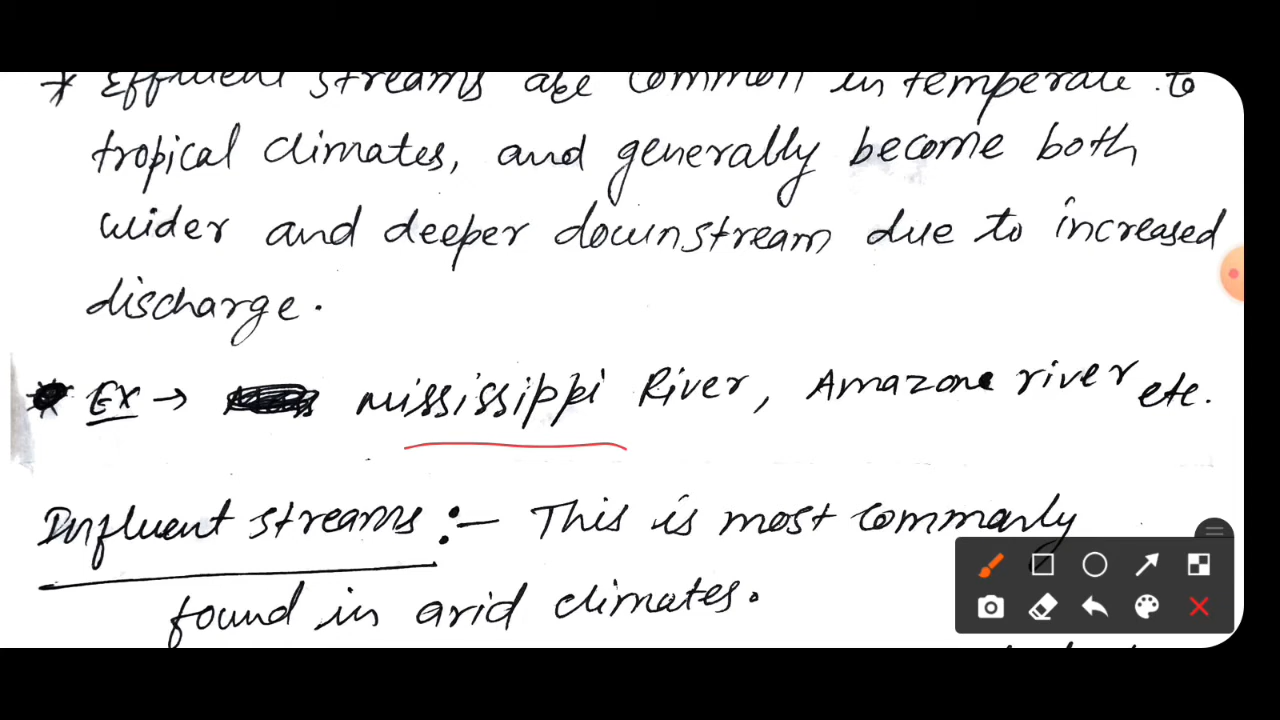 * Effluent streams are common in temperate to
tropical climates, and generally become both
wider and deeper downstream due to increased
discharge.
* Ex → Mississippi River, Amazone river etc.
Influent streams :- This is most commonly
found in arid climates.